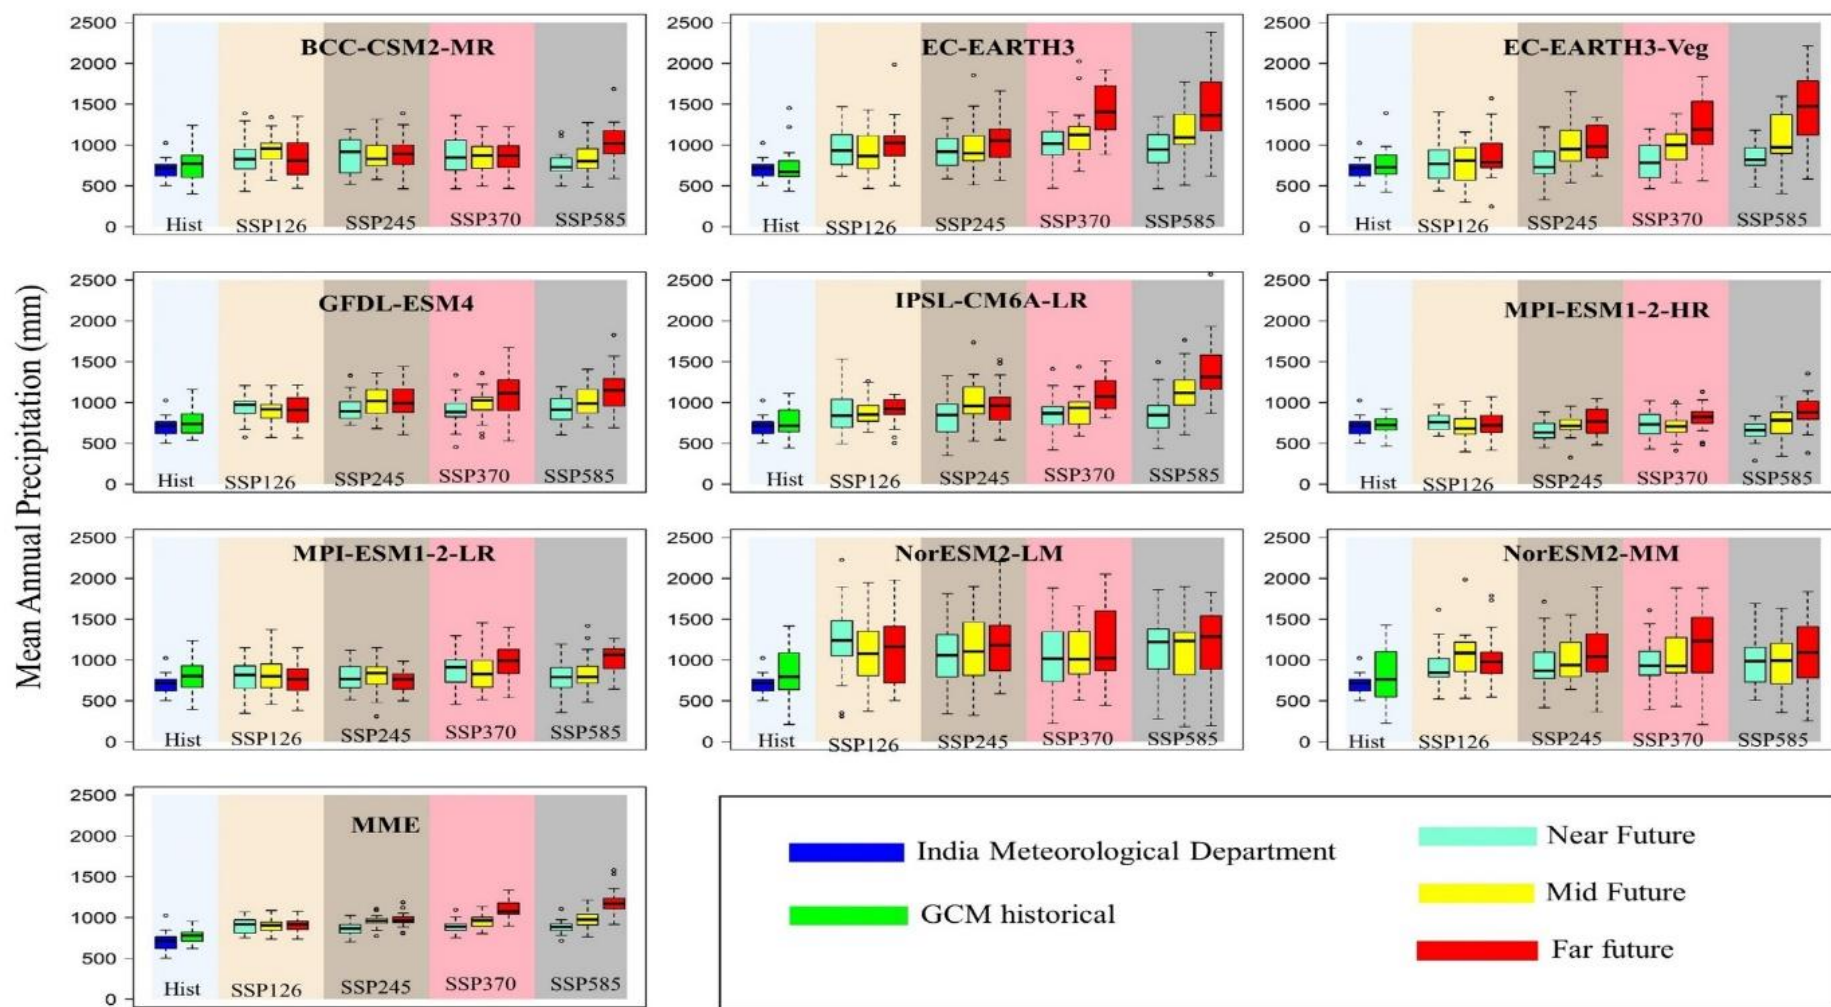 Mean Annual Precipitation (mm)
2500
2000
1500
1000
500
0
BCC-CSM2-MR
Hist
SSP126
SSP245
SSP370
SSP585
2500
2000
1500
1000
500
0
EC-EARTH3
Hist
SSP126
SSP245
SSP370
SSP585
2500
2000
1500
1000
500
0
EC-EARTH3-Veg
Hist
SSP126
SSP245
SSP370
SSP585
2500
2000
1500
1000
500
0
GFDL-ESM4
Hist
SSP126
SSP245
SSP370
SSP585
2500
2000
1500
1000
500
0
IPSL-CM6A-LR
Hist
SSP126
SSP245
SSP370
SSP585
2500
2000
1500
1000
500
0
MPI-ESM1-2-HR
Hist
SSP126
SSP245
SSP370
SSP585
2500
2000
1500
1000
500
0
MPI-ESM1-2-LR
Hist
SSP126
SSP245
SSP370
SSP585
2500
2000
1500
1000
500
0
NorESM2-LM
Hist
SSP126
SSP245
SSP370
SSP585
2500
2000
1500
1000
500
0
NorESM2-MM
Hist
SSP126
SSP245
SSP370
SSP585
2500
2000
1500
1000
500
0
MME
Hist
SSP126
SSP245
SSP370
SSP585
India Meteorological Department
GCM historical
Near Future
Mid Future
Far future